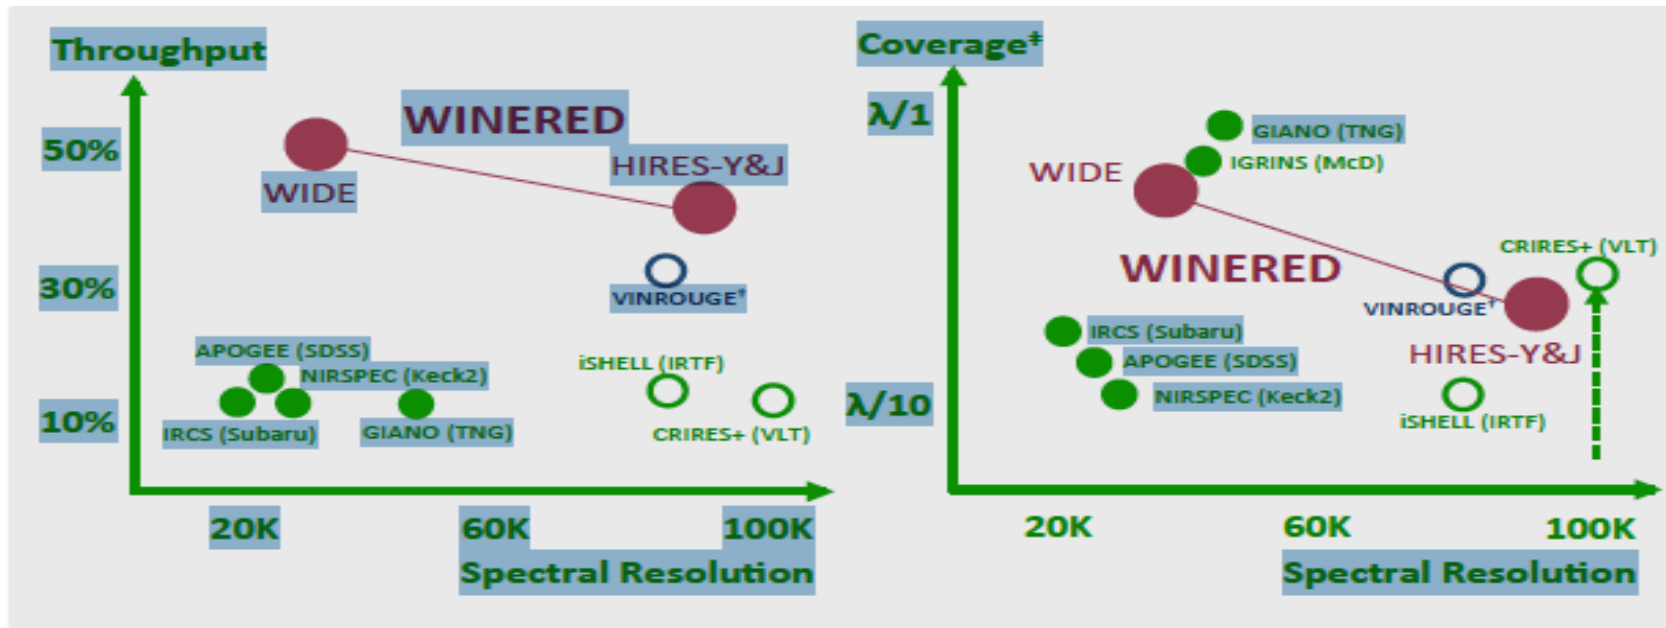 Throughput
50%
30%
10%
WINERED
WIDE
HIRES-Y&J
VINROUGE†
APOGEE (SDSS)
NIRSPEC (Keck2)
IRCS (Subaru)
GIANO (TNG)
iSHELL (IRTF)
CRIRES+ (VLT)
20K 60K 100K
Spectral Resolution
Coverage‡
λ/1
λ/10
GIANO (TNG)
IGRINS (McD)
WIDE
CRIRES+ (VLT)
WINERED
VINROUGE†
IRCS (Subaru)
HIRES-Y&J
APOGEE (SDSS)
NIRSPEC (Keck2)
iSHELL (IRTF)
20K 60K 100K
Spectral Resolution